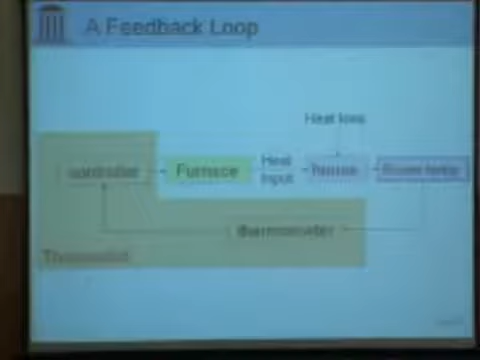 A Feedback Loop
Heat loss
controller
Furnace
Heat
Input
house
Room temp
thermometer
Thermostat